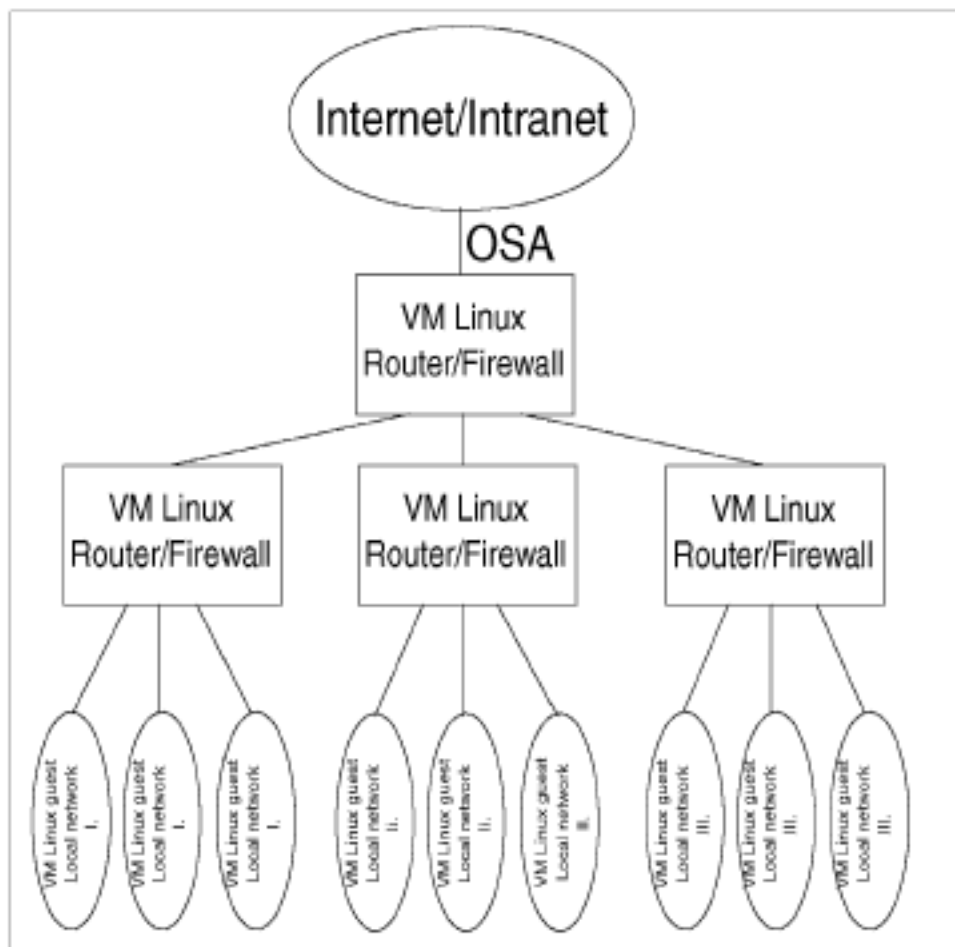 Internet/Intranet
OSA
VM Linux
Router/Firewall
VM Linux
Router/Firewall
VM Linux
Router/Firewall
VM Linux
Router/Firewall
VM Linux guest
Local network
I.
VM Linux guest
Local network
I.
VM Linux guest
Local network
I.
VM Linux guest
Local network
II.
VM Linux guest
Local network
II.
VM Linux guest
Local network
II.
VM Linux guest
Local network
III.
VM Linux guest
Local network
III.
VM Linux guest
Local network
III.